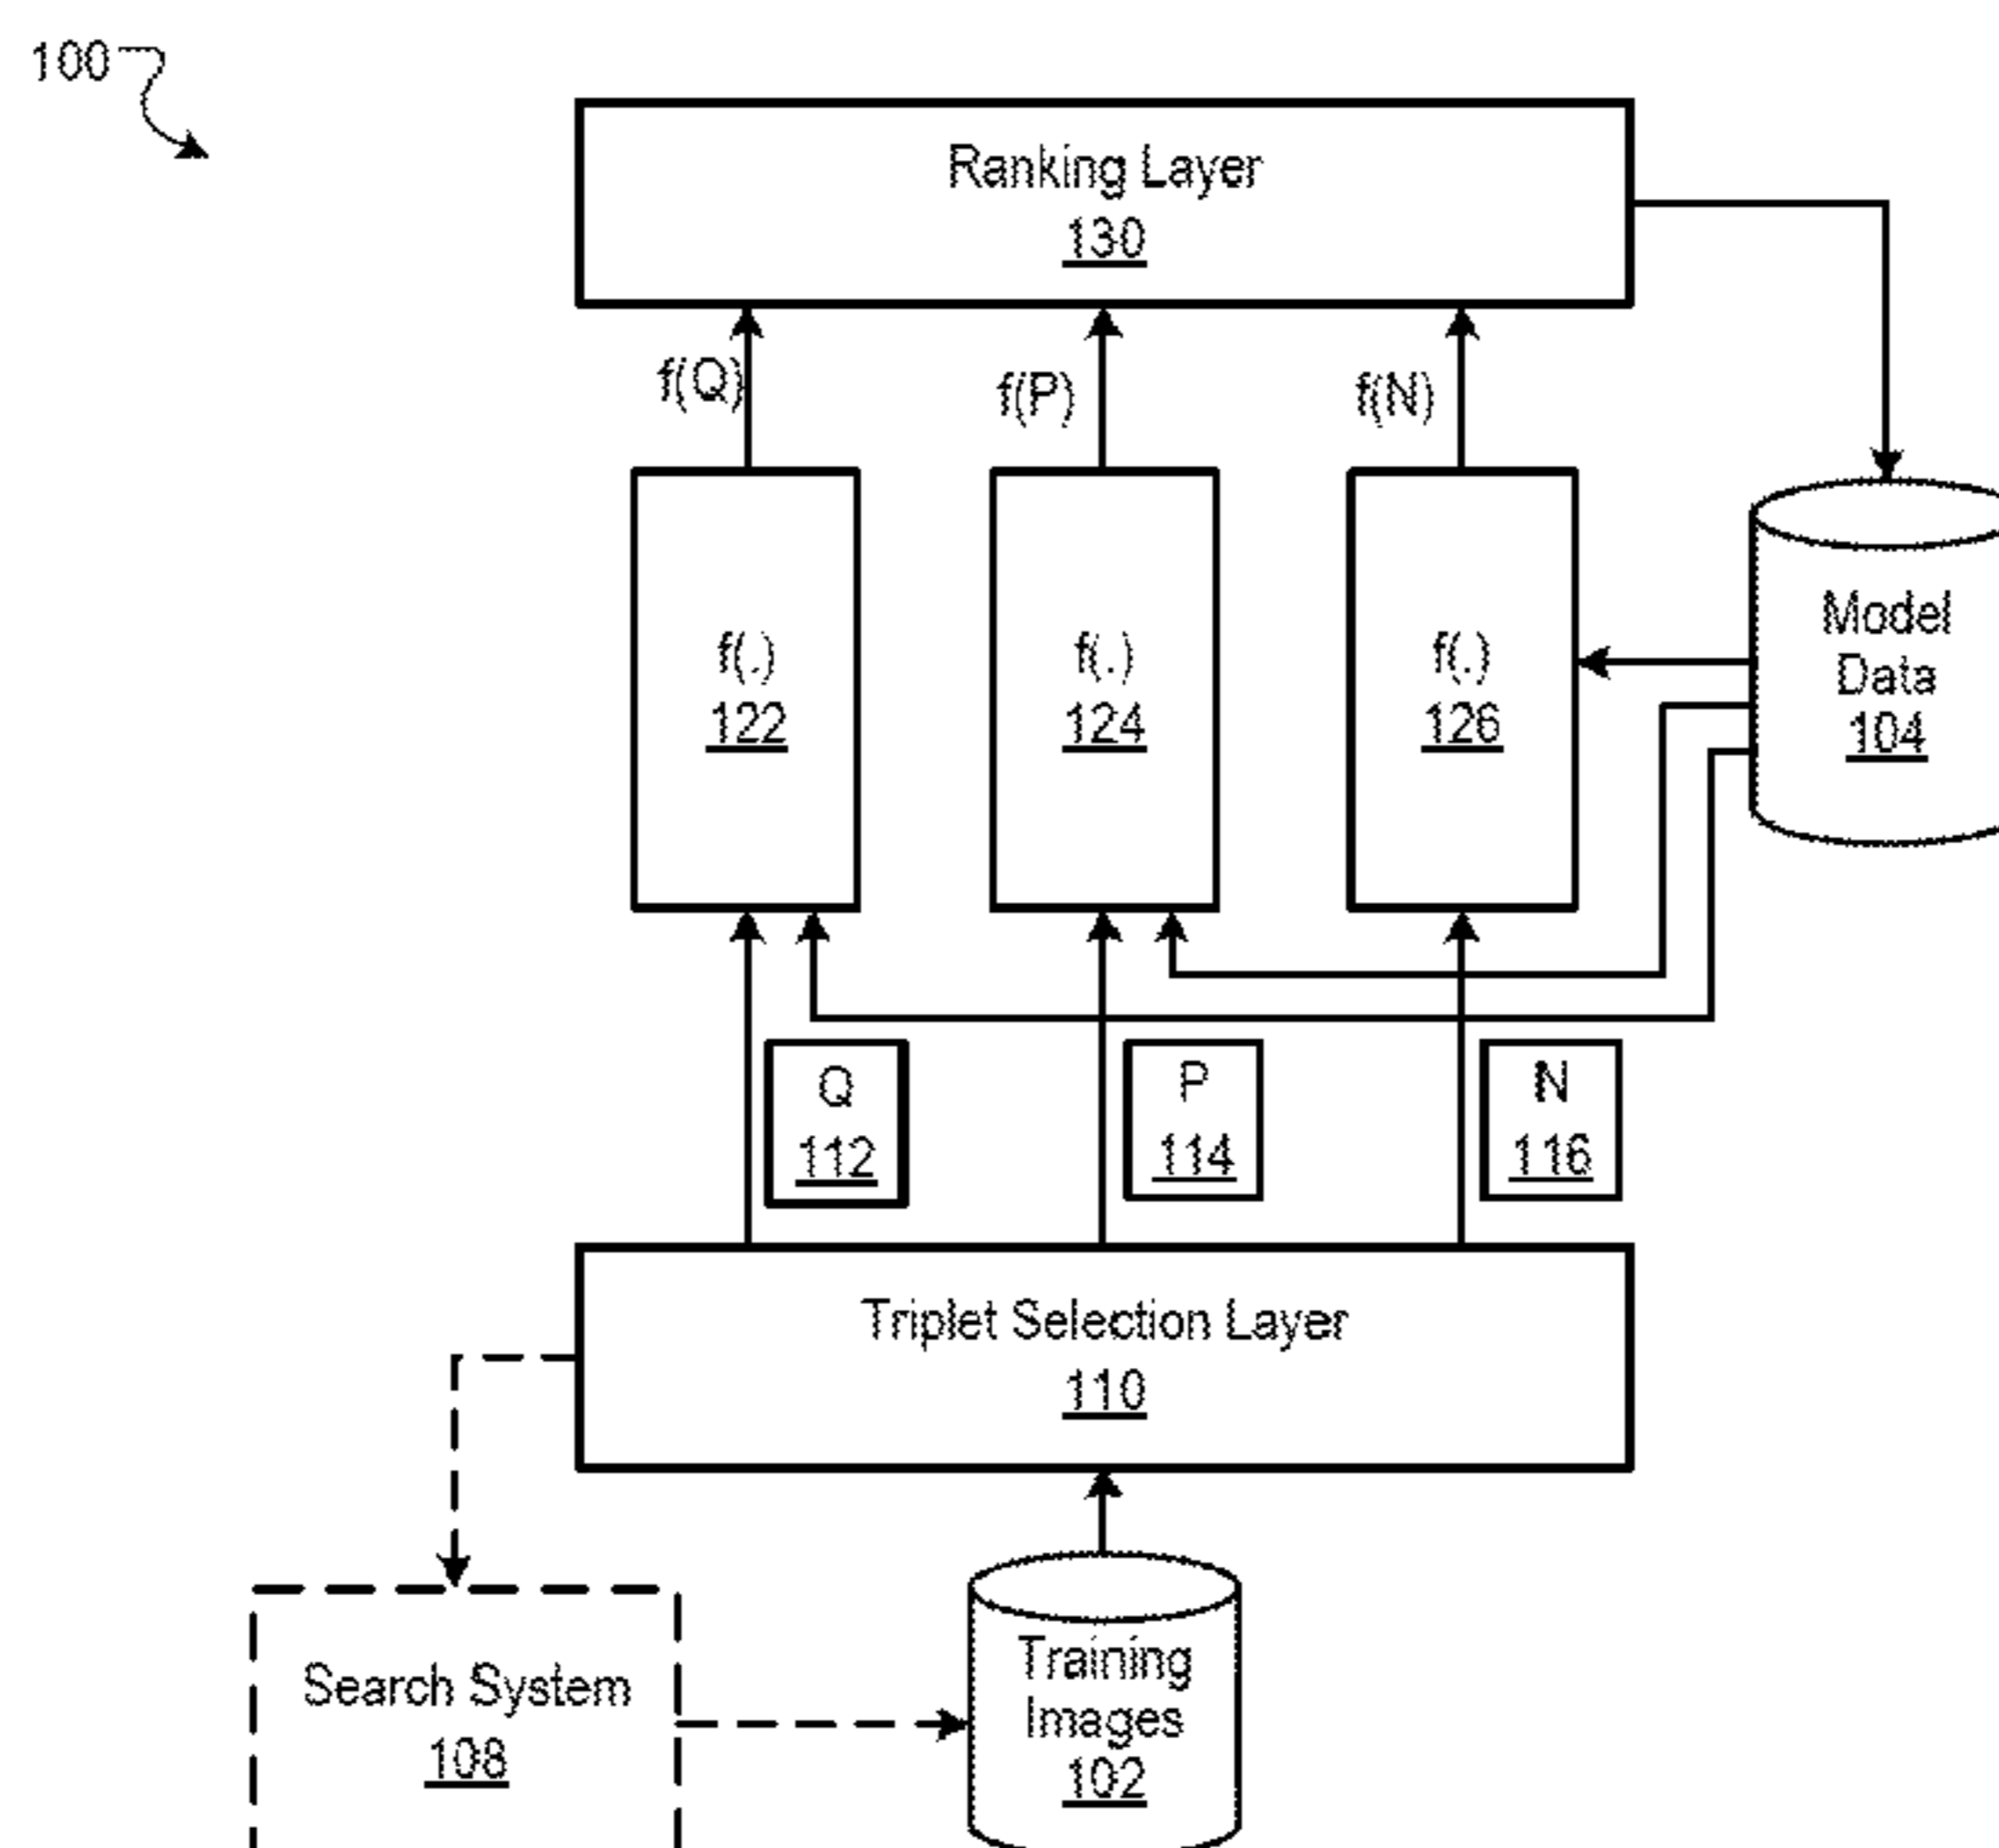 100
Ranking Layer
130
f(Q)
f(P)
f(N)
f(.)
122
f(.)
124
f(.)
126
Model
Data
104
Q
112
P
114
N
116
Triplet Selection Layer
110
Search System
108
Training
Images
102